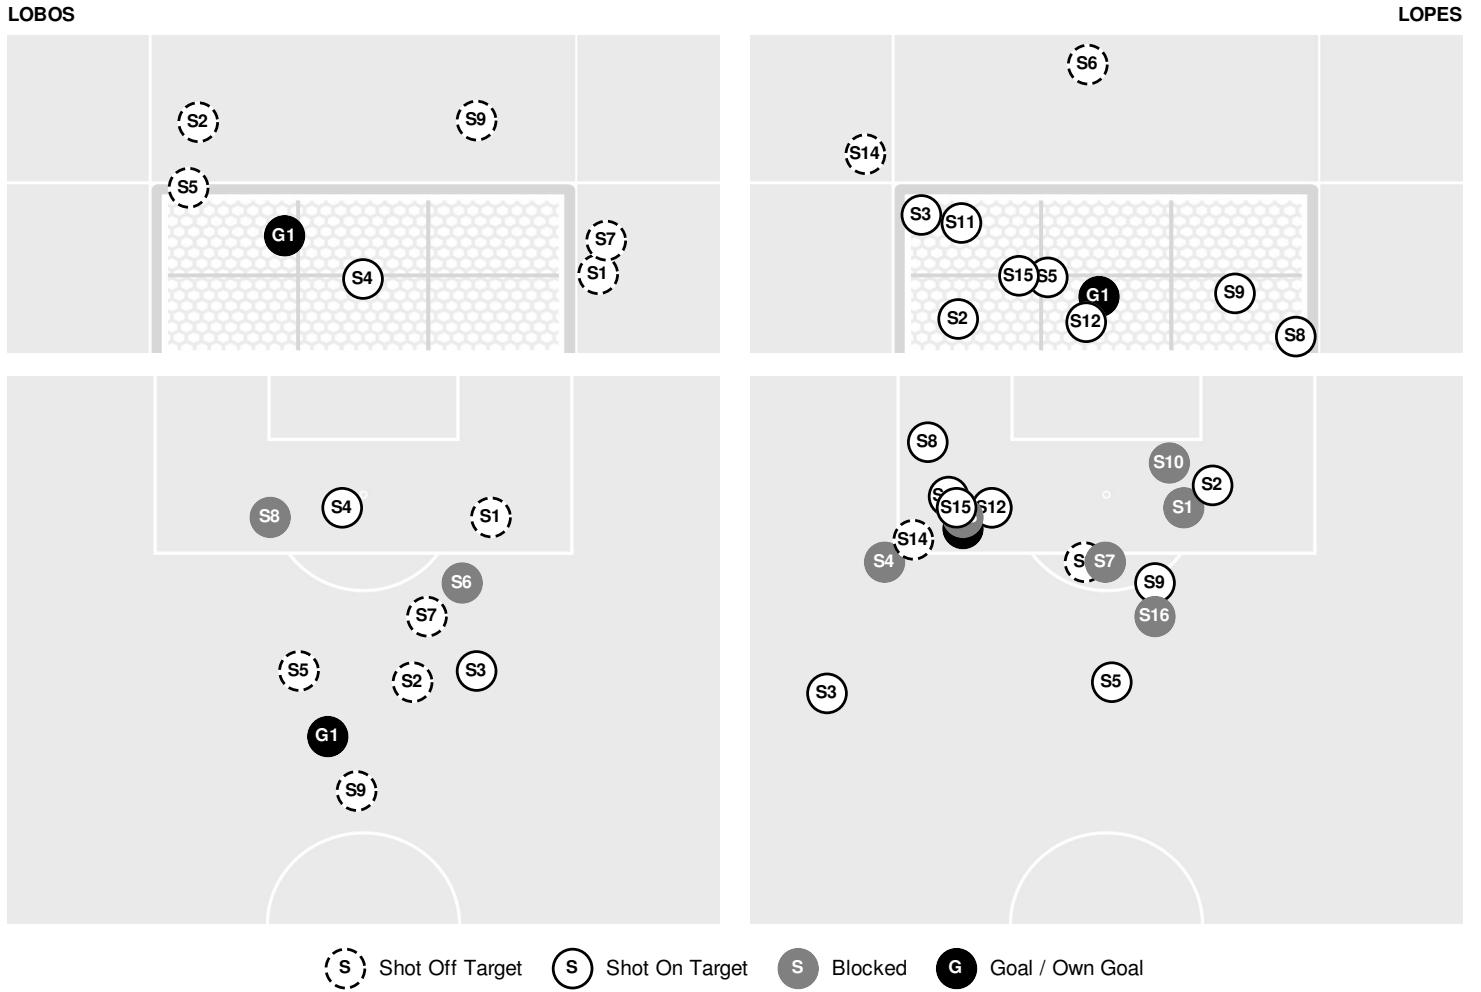 LOBOS
LOPES
S2
S9
S5
G1
S4
S7
S1
S6
S14
S3
S11
S15
S5
G1
S9
S2
S12
S8
S8
S4
S1
S6
S7
S5
S2
S3
G1
S9
S8
S10
S2
S15
S12
S1
S14
S4
S7
S9
S16
S3
S5
S Shot Off Target
S Shot On Target
S Blocked
G Goal / Own Goal